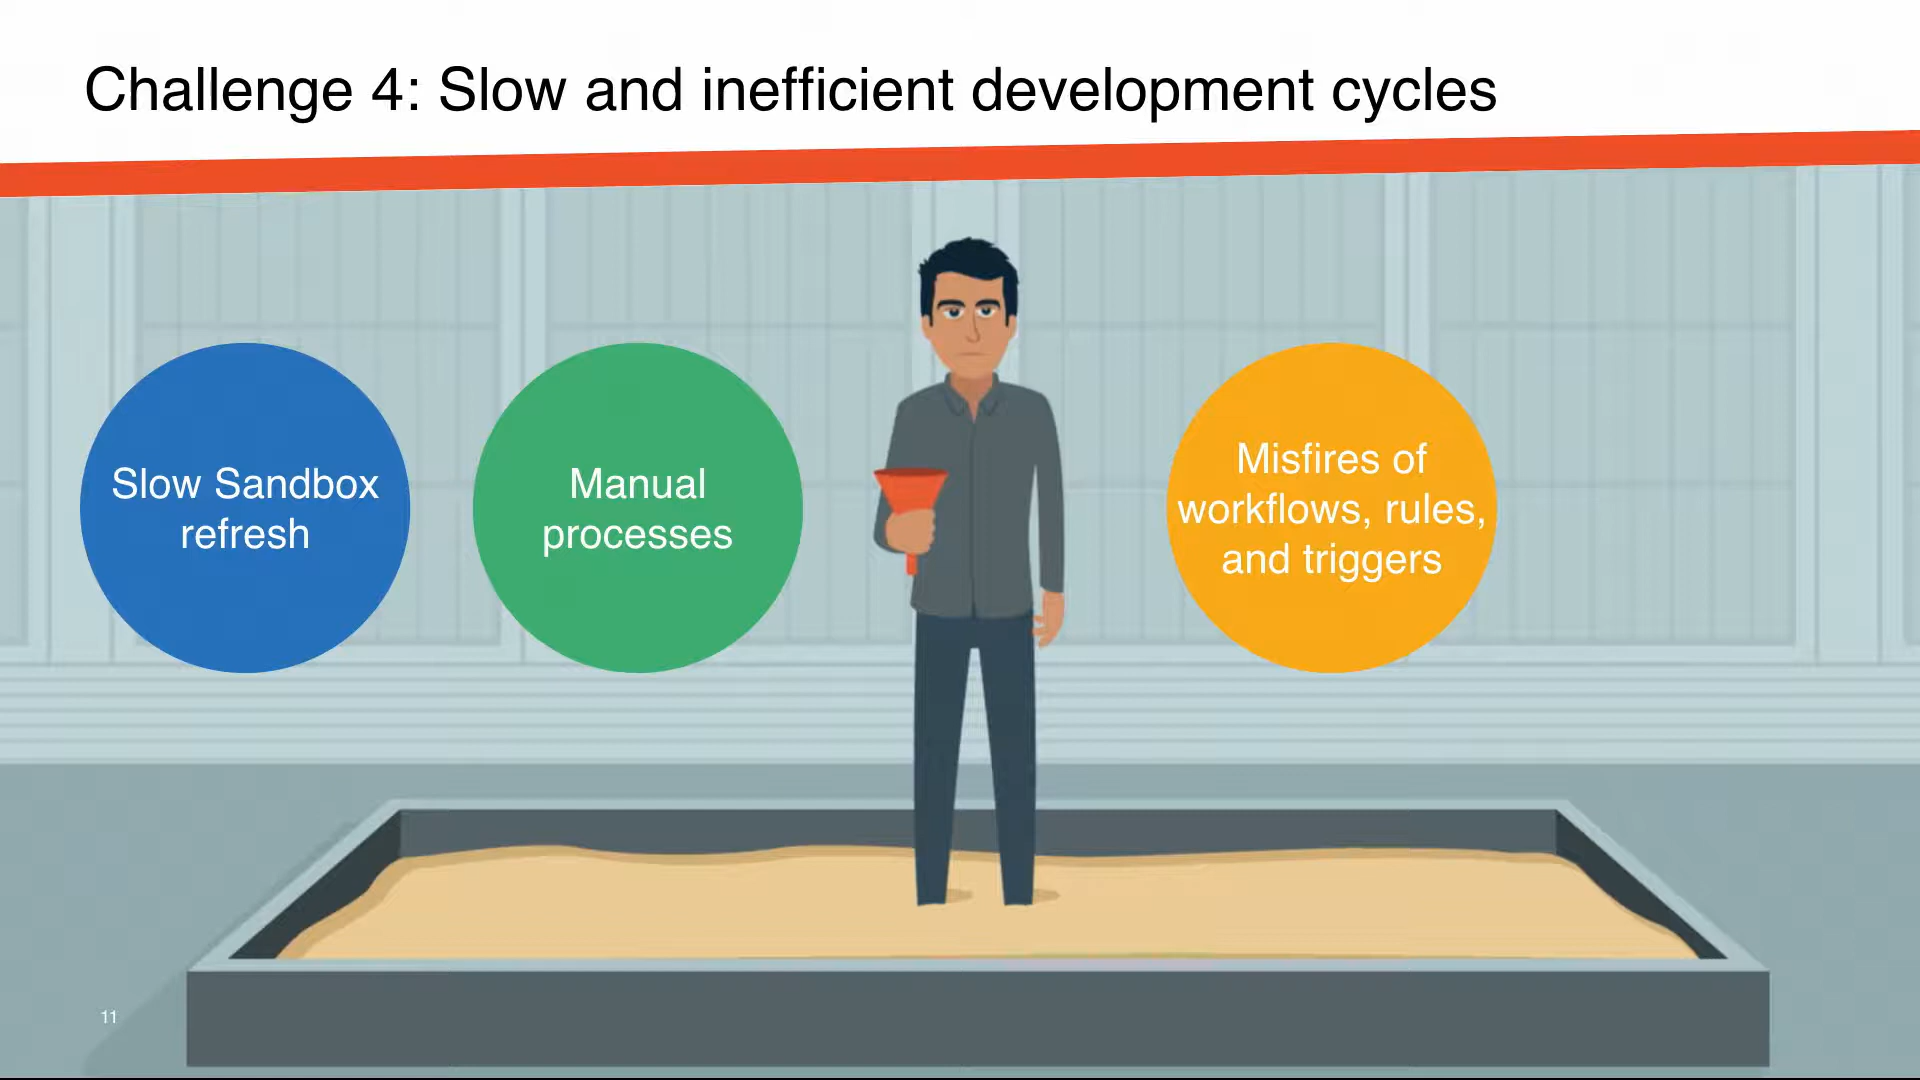 Challenge 4: Slow and inefficient development cycles
Slow Sandbox
refresh
Manual
processes
Misfires of
workflows, rules,
and triggers
11